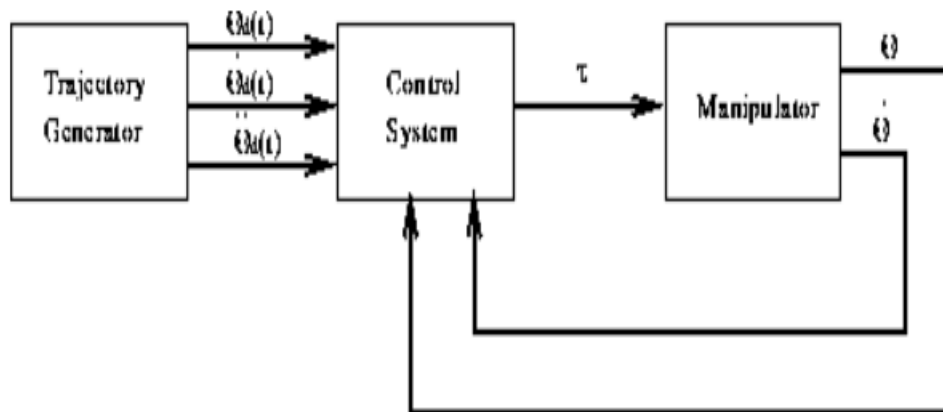 Θd(t)
Θ̇d(t)
Θ̈d(t)
Trajectory
Generator
Control
System
τ
Manipulator
Θ
Θ̇